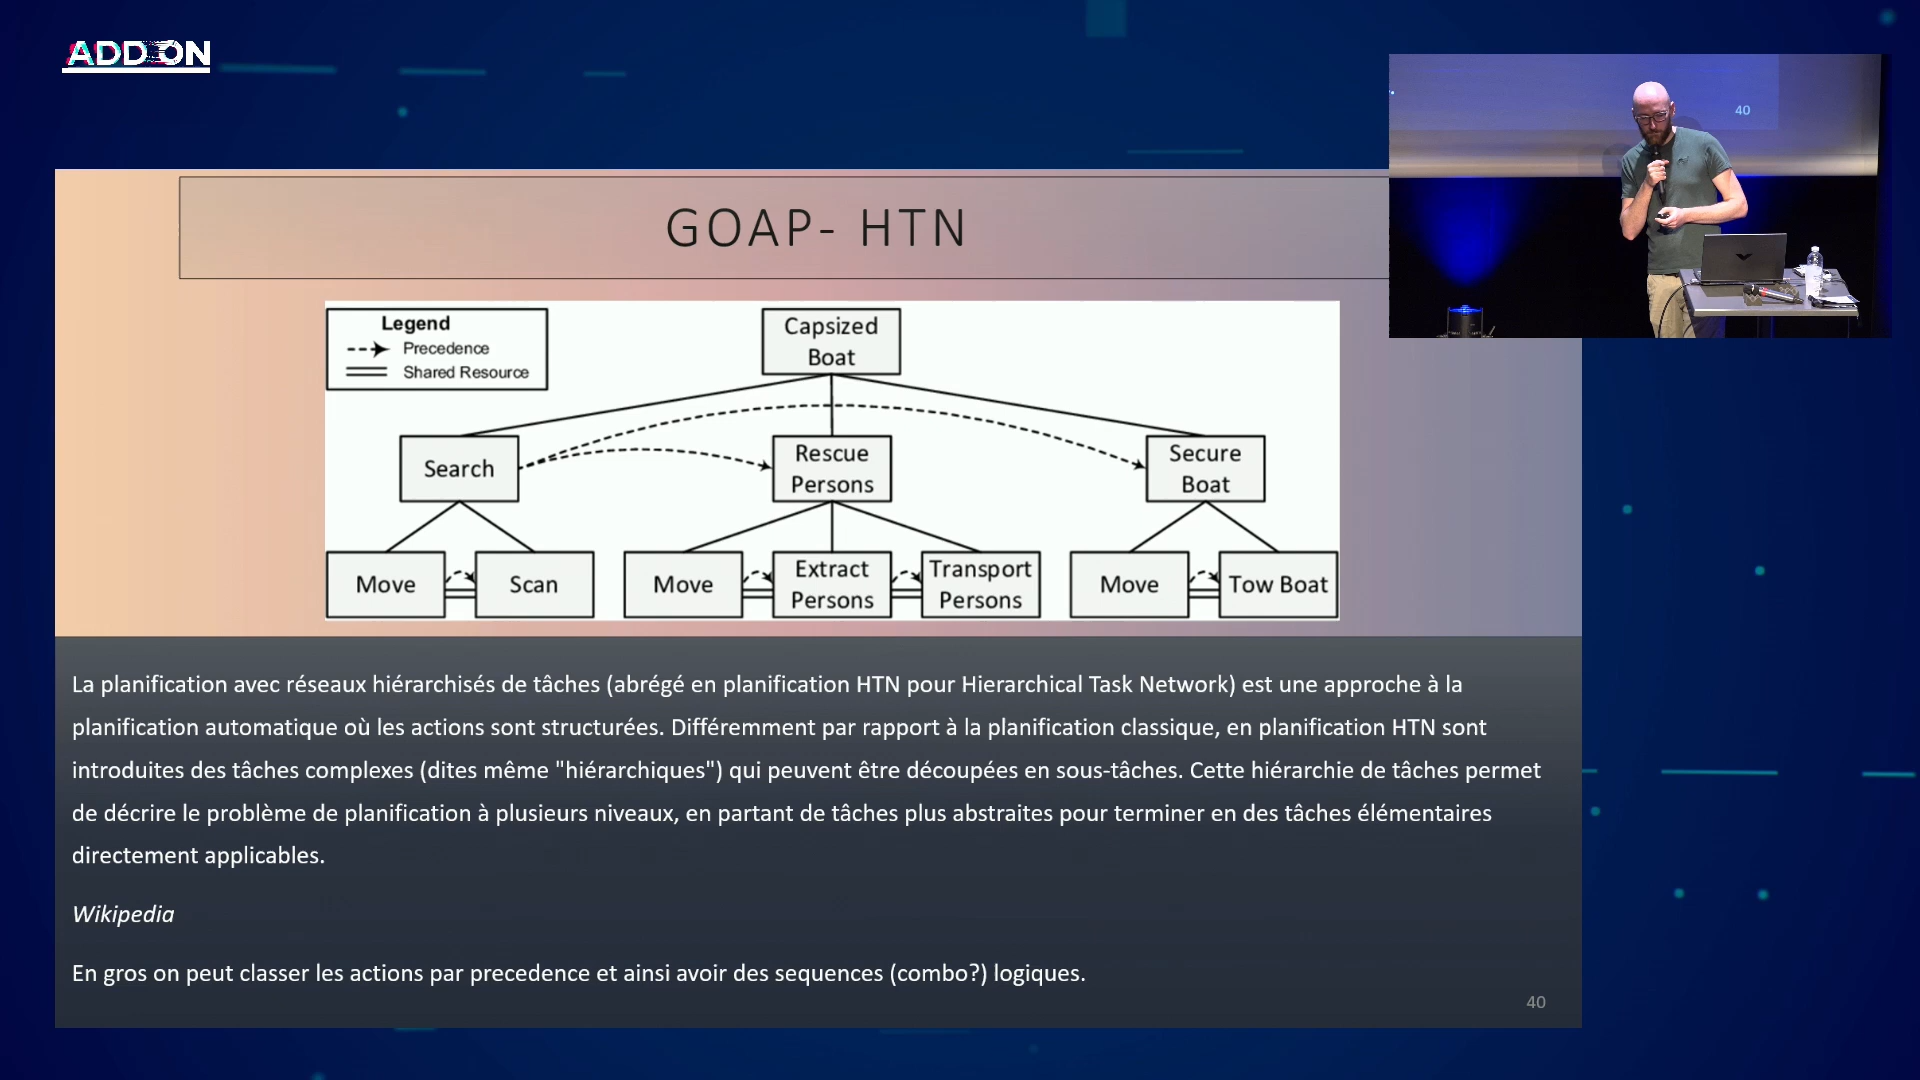 ADD ON
40
GOAP- HTN
Legend
Precedence
Shared Resource
Capsized
Boat
Search
Rescue
Persons
Secure
Boat
Move
Scan
Move
Extract
Persons
Transport
Persons
Move
Tow Boat
La planification avec réseaux hiérarchisés de tâches (abrégé en planification HTN pour Hierarchical Task Network) est une approche à la
planification automatique où les actions sont structurées. Différemment par rapport à la planification classique, en planification HTN sont
introduites des tâches complexes (dites même "hiérarchiques") qui peuvent être découpées en sous-tâches. Cette hiérarchie de tâches permet
de décrire le problème de planification à plusieurs niveaux, en partant de tâches plus abstraites pour terminer en des tâches élémentaires
directement applicables.
Wikipedia
En gros on peut classer les actions par precedence et ainsi avoir des sequences (combo?) logiques.
40